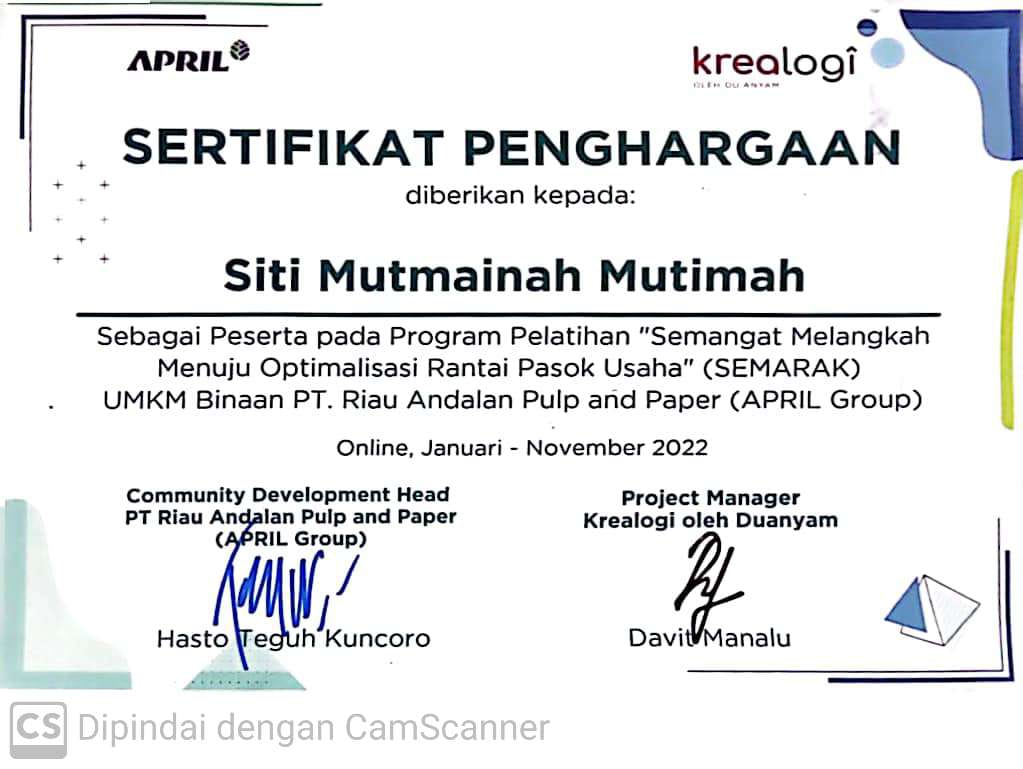 APRIL
krealogî
OLEH DU ANYAM
SERTIFIKAT PENGHARGAAN
diberikan kepada:
Siti Mutmainah Mutimah
Sebagai Peserta pada Program Pelatihan "Semangat Melangkah
Menuju Optimalisasi Rantai Pasok Usaha" (SEMARAK)
UMKM Binaan PT. Riau Andalan Pulp and Paper (APRIL Group)
Online, Januari - November 2022
Community Development Head
PT Riau Andalan Pulp and Paper
(APRIL Group)
Hasto Teguh Kuncoro
Project Manager
Krealogi oleh Duanyam
Davit Manalu
CS Dipindai dengan CamScanner